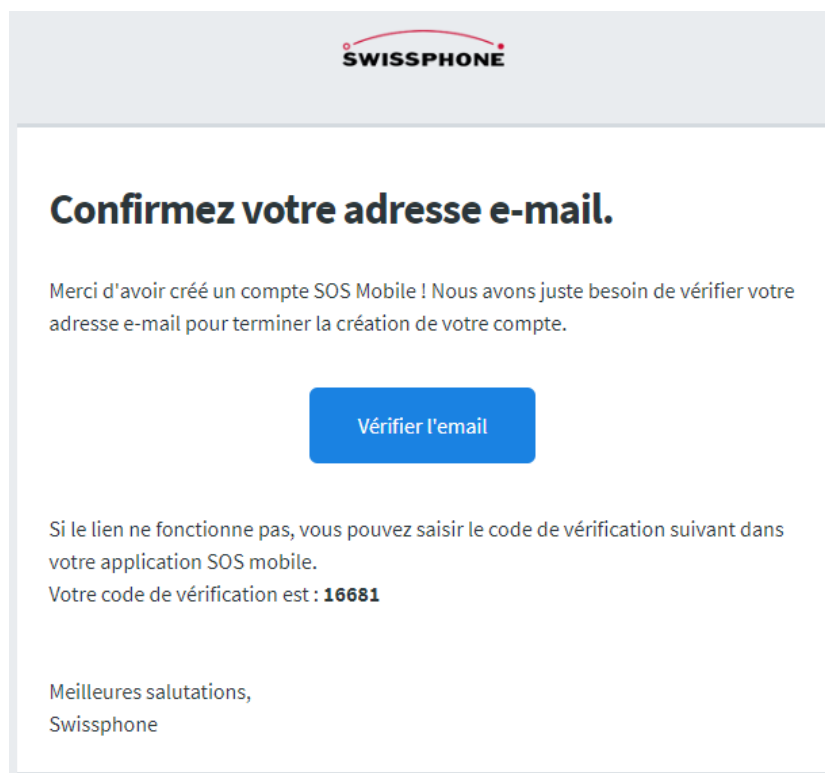 SWISSPHONE
Confirmez votre adresse e-mail.
Merci d'avoir créé un compte SOS Mobile ! Nous avons juste besoin de vérifier votre
adresse e-mail pour terminer la création de votre compte.
Vérifier l'email
Si le lien ne fonctionne pas, vous pouvez saisir le code de vérification suivant dans
votre application SOS mobile.
Votre code de vérification est : 16681
Meilleures salutations,
Swissphone